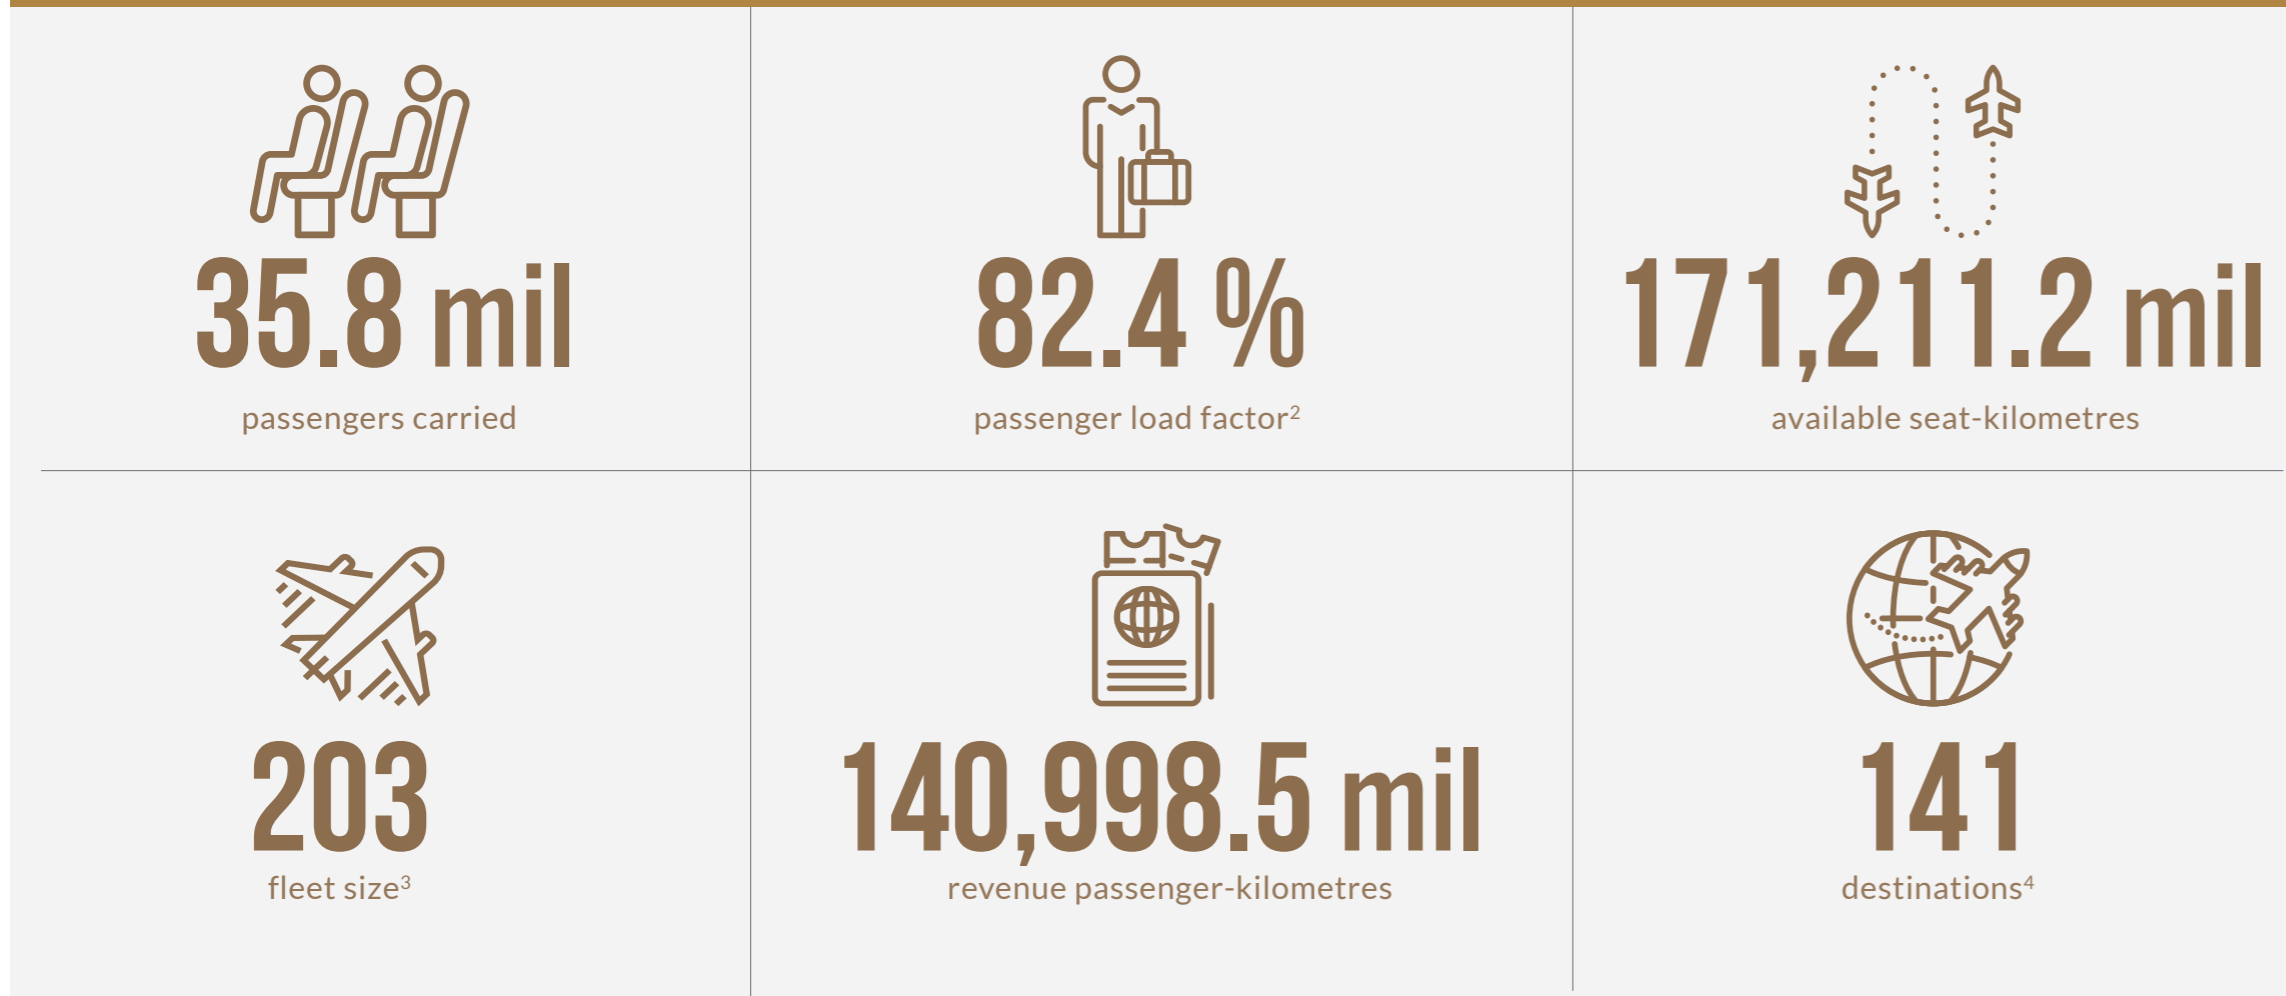 35.8 mil
passengers carried
82.4 %
passenger load factor²
171,211.2 mil
available seat-kilometres
203
fleet size³
140,998.5 mil
revenue passenger-kilometres
141
destinations⁴